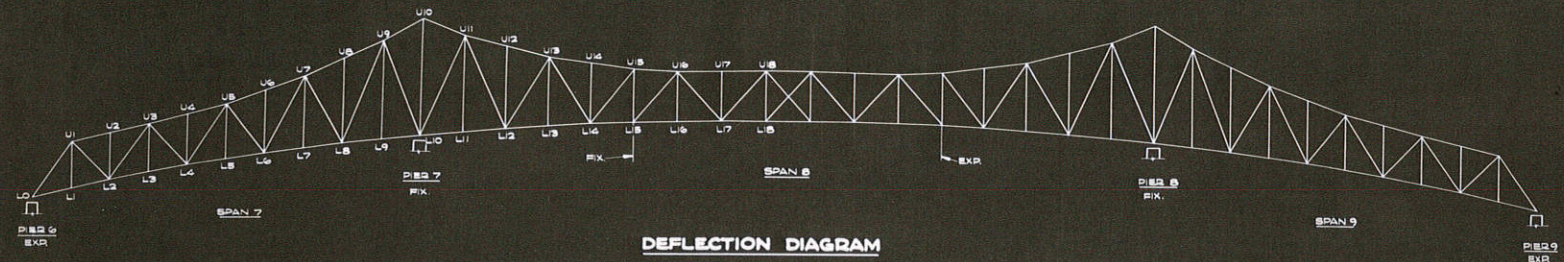 U10
U9
U11
U8
U12
U7
U13
U6
U14
U5
U15
U16
U17
U18
U4
U3
U2
U1
L0
L1
L2
L3
L4
L5
L6
L7
L8
L9
L10
L11
L12
L13
L14
L15
L16
L17
L18
FIX.
EXP.
PIER 6
EXP.
SPAN 7
PIER 7
FIX.
SPAN 8
PIER 8
FIX.
SPAN 9
PIER 9
EXP.
DEFLECTION DIAGRAM